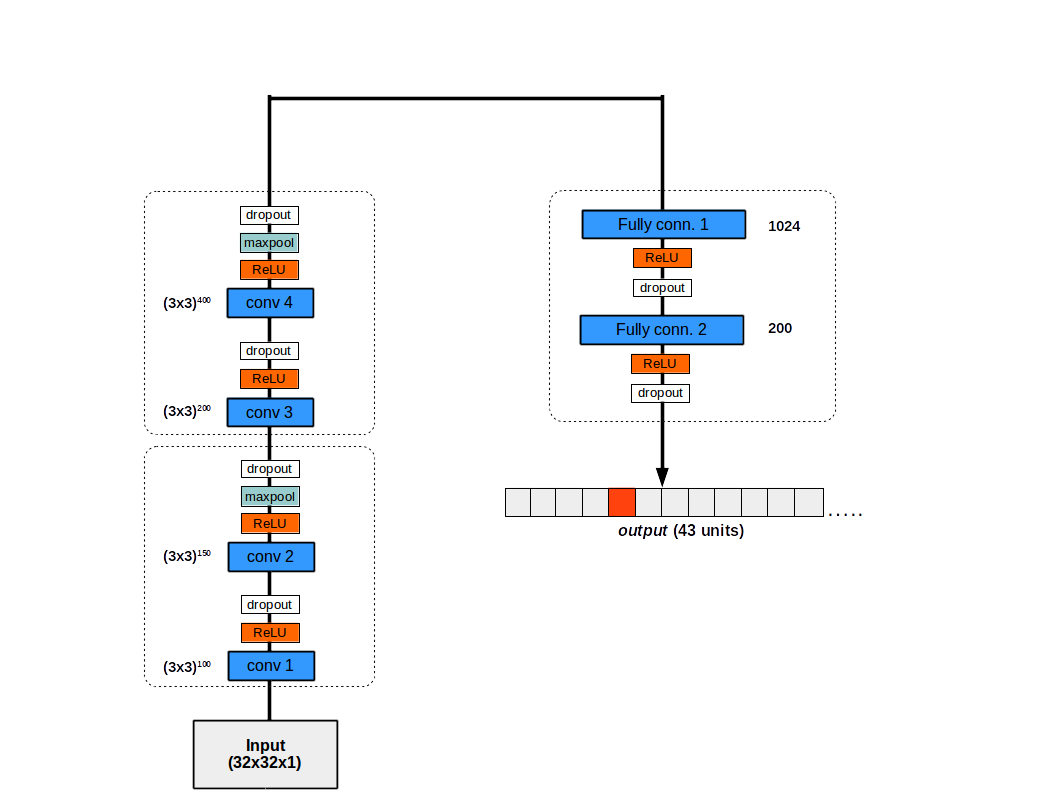 dropout
maxpool
ReLU
(3x3)⁴⁰⁰ conv 4
dropout
ReLU
(3x3)²⁰⁰ conv 3
dropout
maxpool
ReLU
(3x3)¹⁵⁰ conv 2
dropout
ReLU
(3x3)¹⁰⁰ conv 1
Input
(32x32x1)
Fully conn. 1 1024
ReLU
dropout
Fully conn. 2 200
ReLU
dropout
.....
output (43 units)